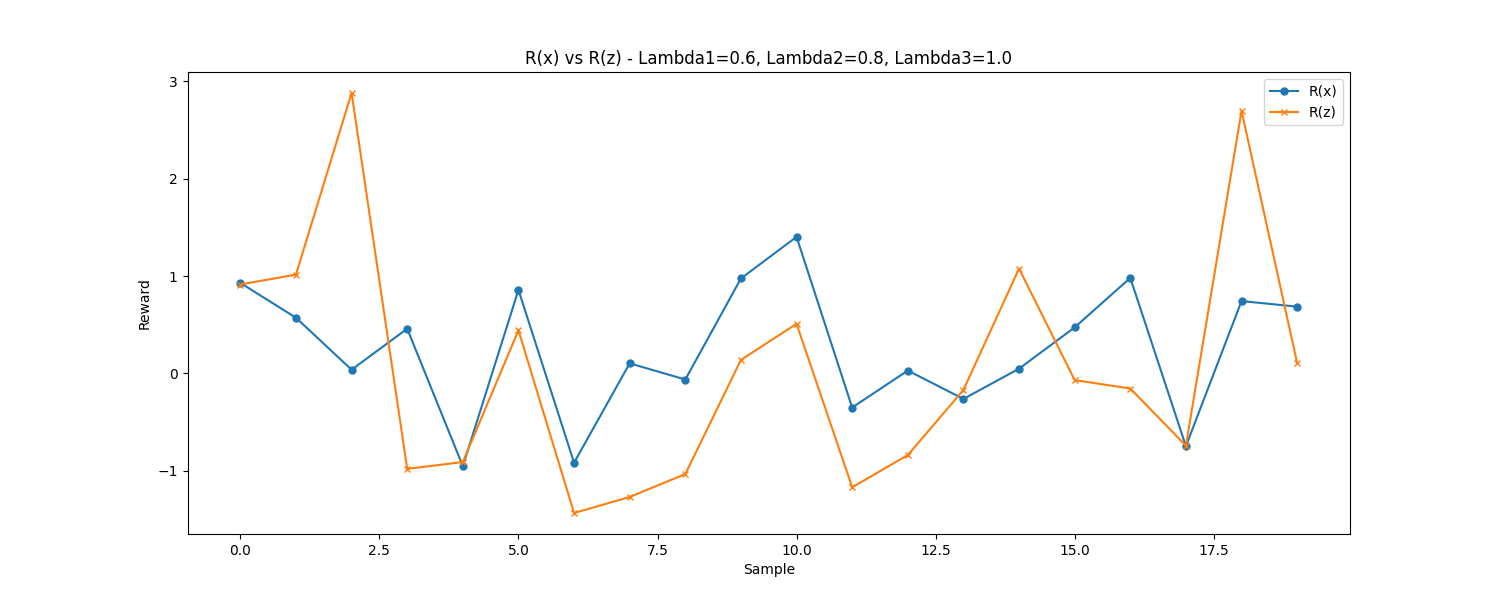 R(x) vs R(z) - Lambda1=0.6, Lambda2=0.8, Lambda3=1.0
R(x)
R(z)
Reward
3
2
1
0
−1
0.0 2.5 5.0 7.5 10.0 12.5 15.0 17.5
Sample